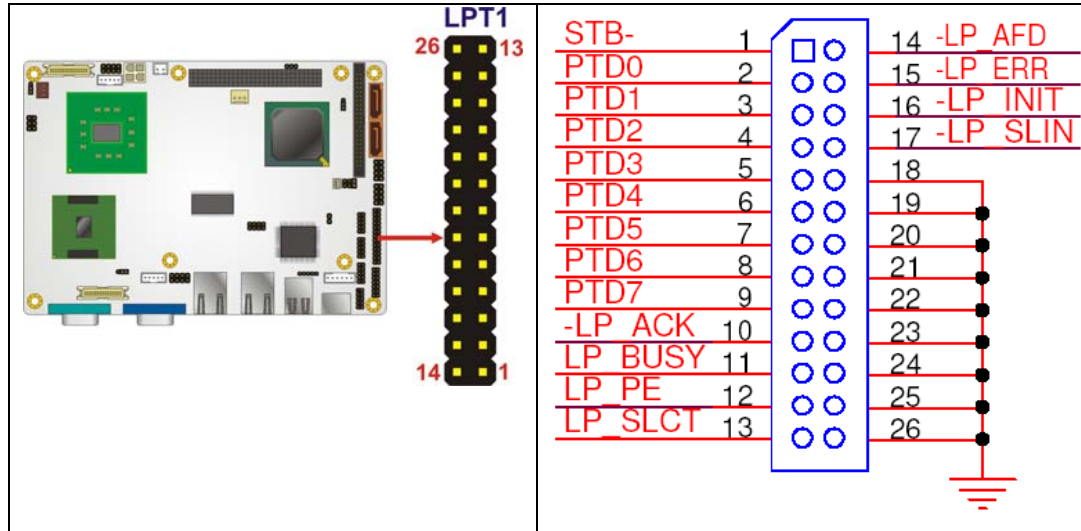 LPT1
26 13
14 1
STB- 1 14 -LP_AFD
PTD0 2 15 -LP_ERR
PTD1 3 16 -LP_INIT
PTD2 4 17 -LP_SLIN
PTD3 5 18
PTD4 6 19
PTD5 7 20
PTD6 8 21
PTD7 9 22
-LP_ACK 10 23
LP_BUSY 11 24
LP_PE 12 25
LP_SLCT 13 26